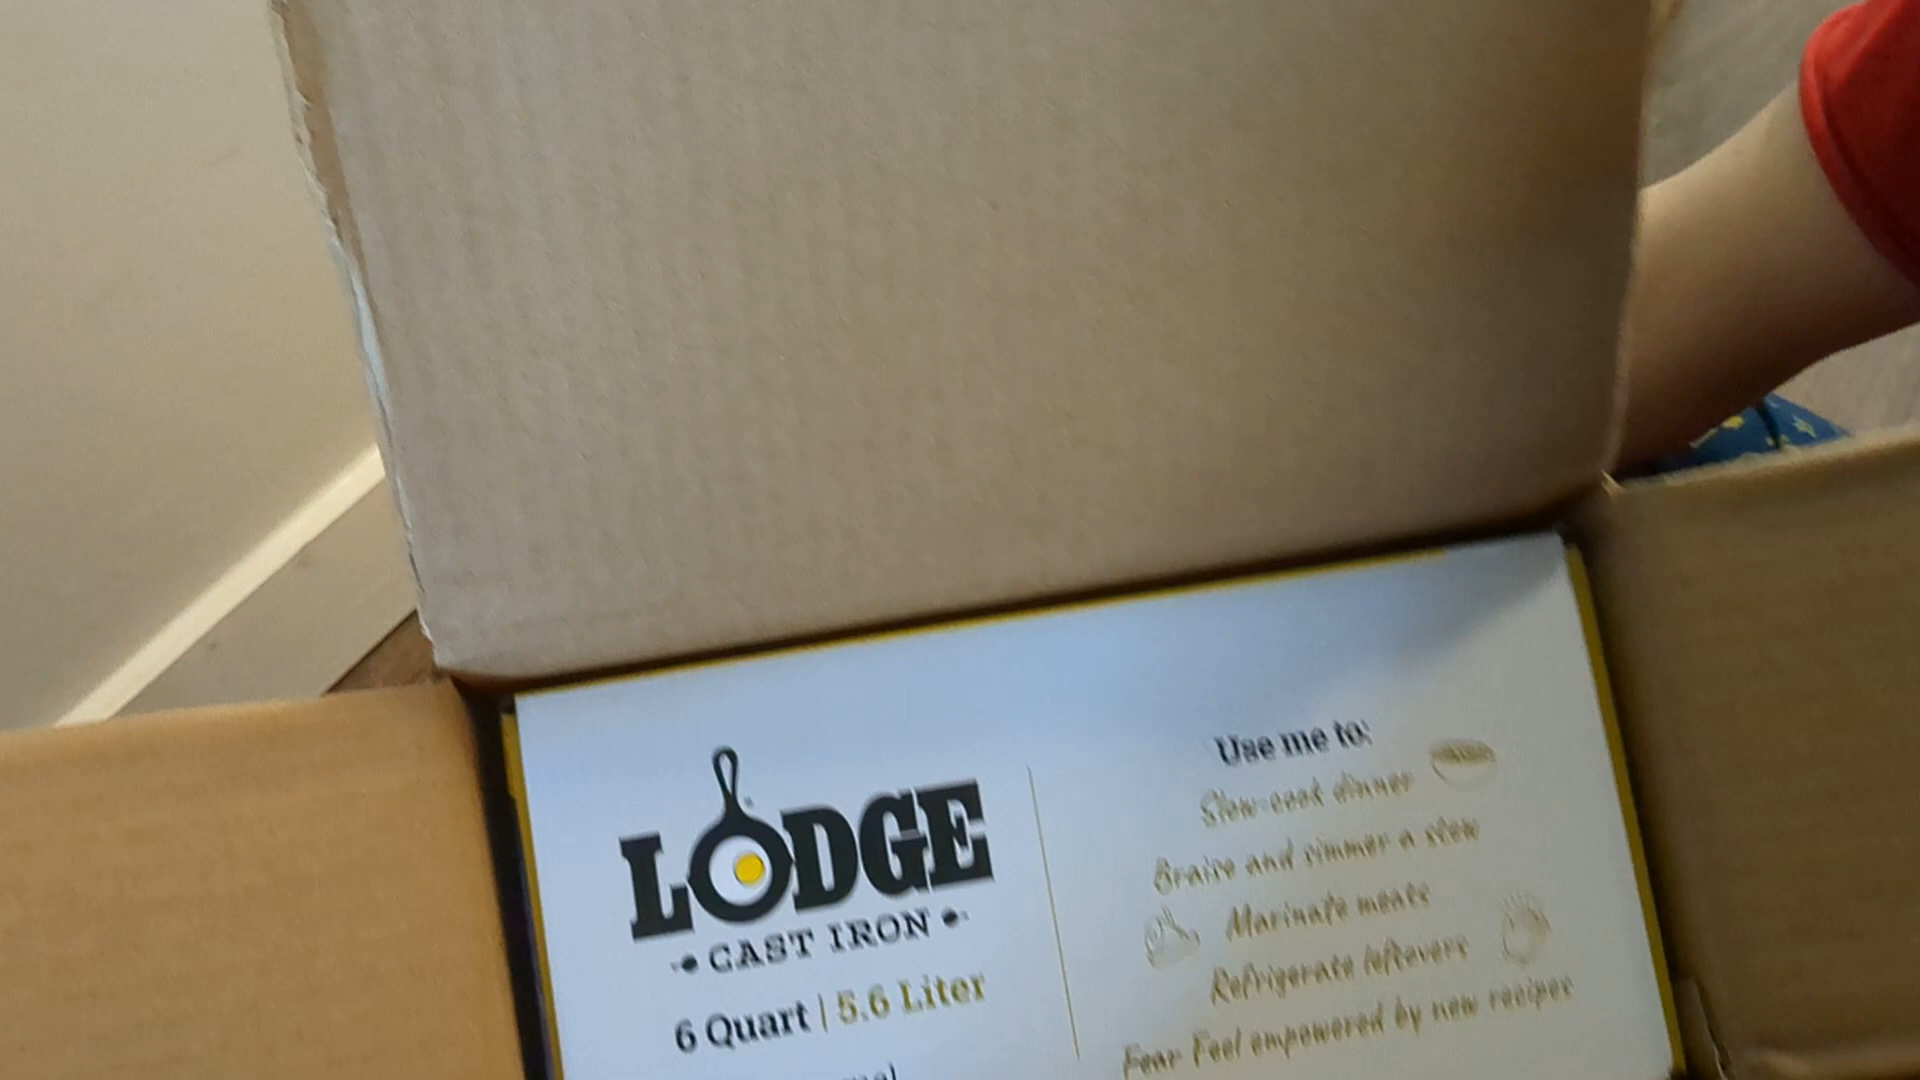 LODGE
CAST IRON
6 Quart | 5.6 Liter
Use me to:
Slow-cook dinner
Braise and simmer a stew
Marinate meats
Refrigerate leftovers
Fear Feel empowered by new recipes